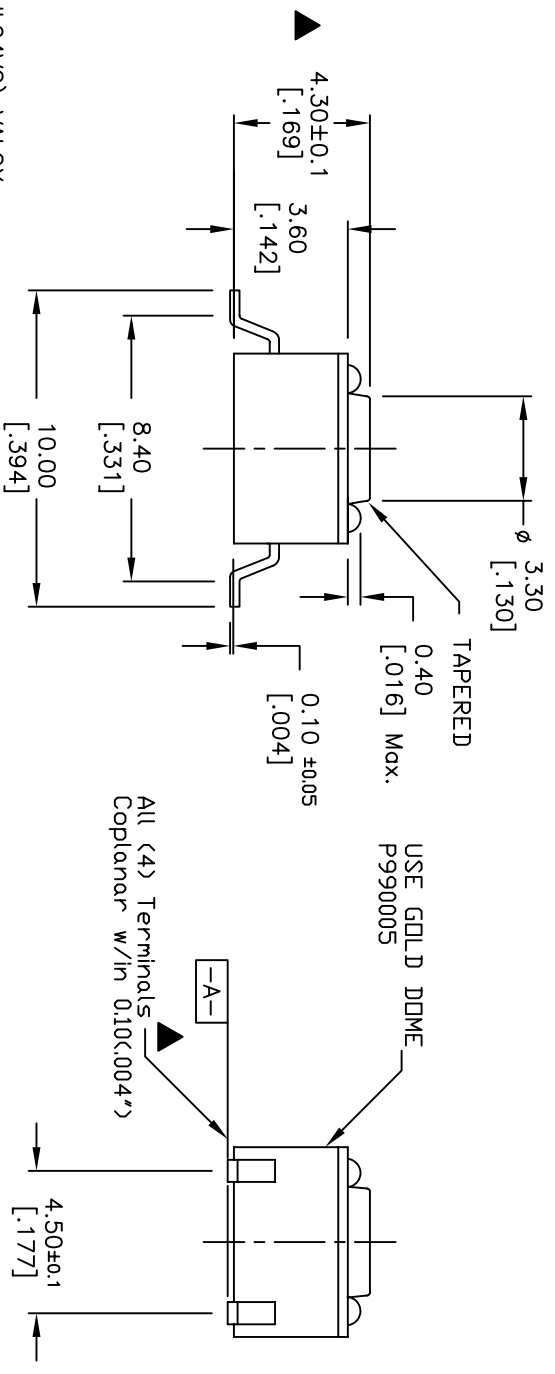 4.30±0.1
[.169]
3.60
[.142]
8.40
[.331]
10.00
[.394]
ø 3.30
[.130]
TAPERED
0.40
[.016] Max.
0.10 ±0.05
[.004]
USE GOLD DOME
P990005
-A-
All (4) Terminals
Coplanar w/in 0.10(.004")
4.50±0.1
[.177]